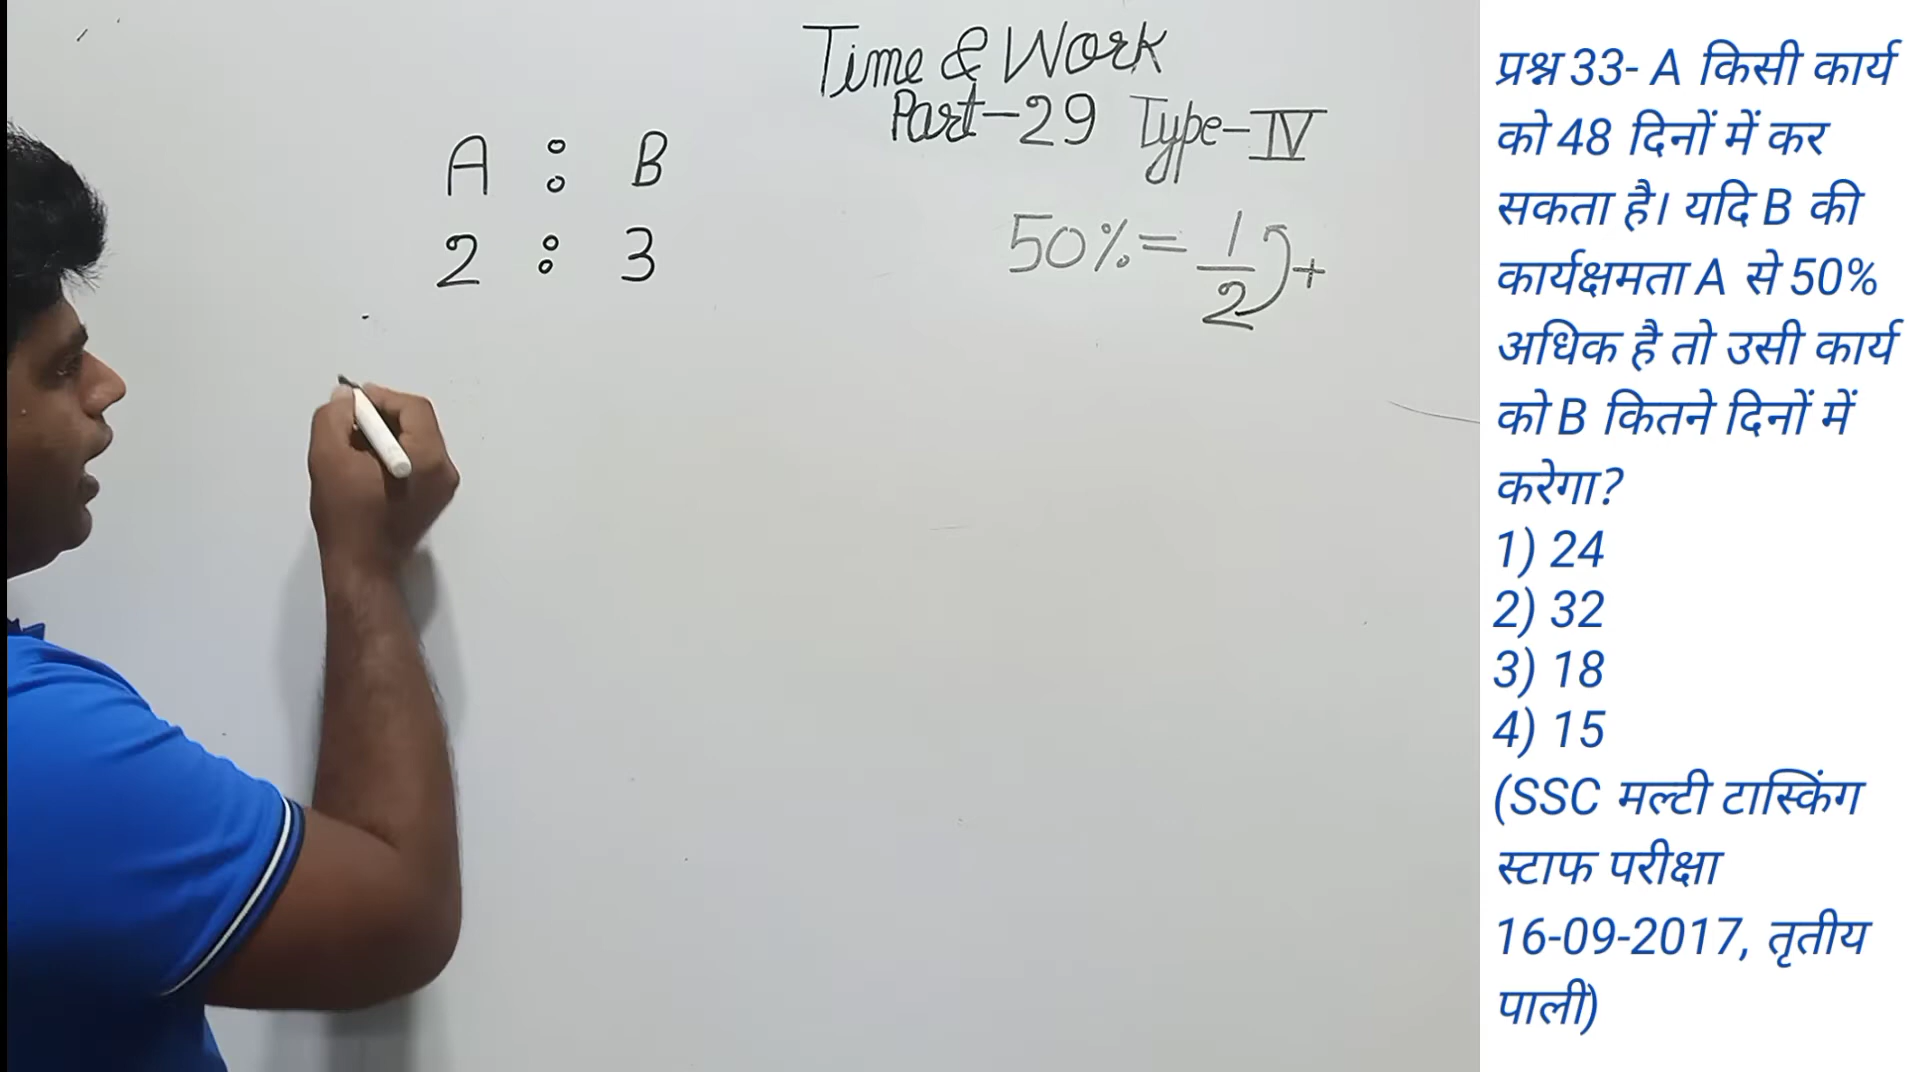 Time & Work
Part-29 Type-IV
A : B
2 : 3
50% = 1/2 ) +
प्रश्न 33- A किसी कार्य
को 48 दिनों में कर
सकता है। यदि B की
कार्यक्षमता A से 50%
अधिक है तो उसी कार्य
को B कितने दिनों में
करेगा?
1) 24
2) 32
3) 18
4) 15
(SSC मल्टी टास्किंग
स्टाफ परीक्षा
16-09-2017, तृतीय
पाली)